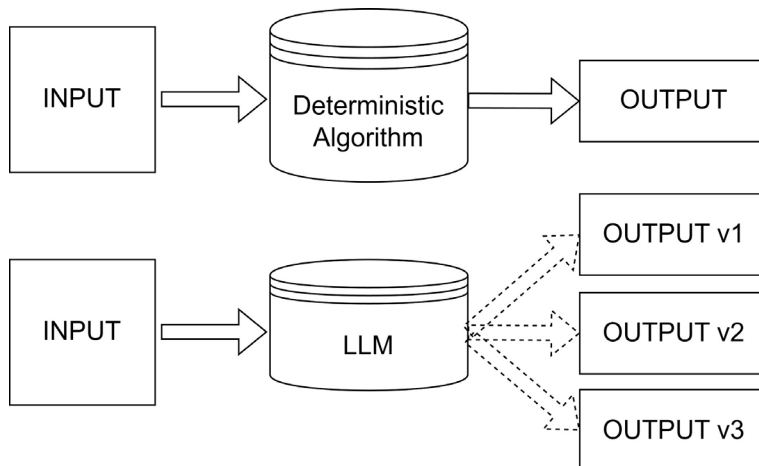 INPUT
Deterministic
Algorithm
OUTPUT
INPUT
LLM
OUTPUT v1
OUTPUT v2
OUTPUT v3